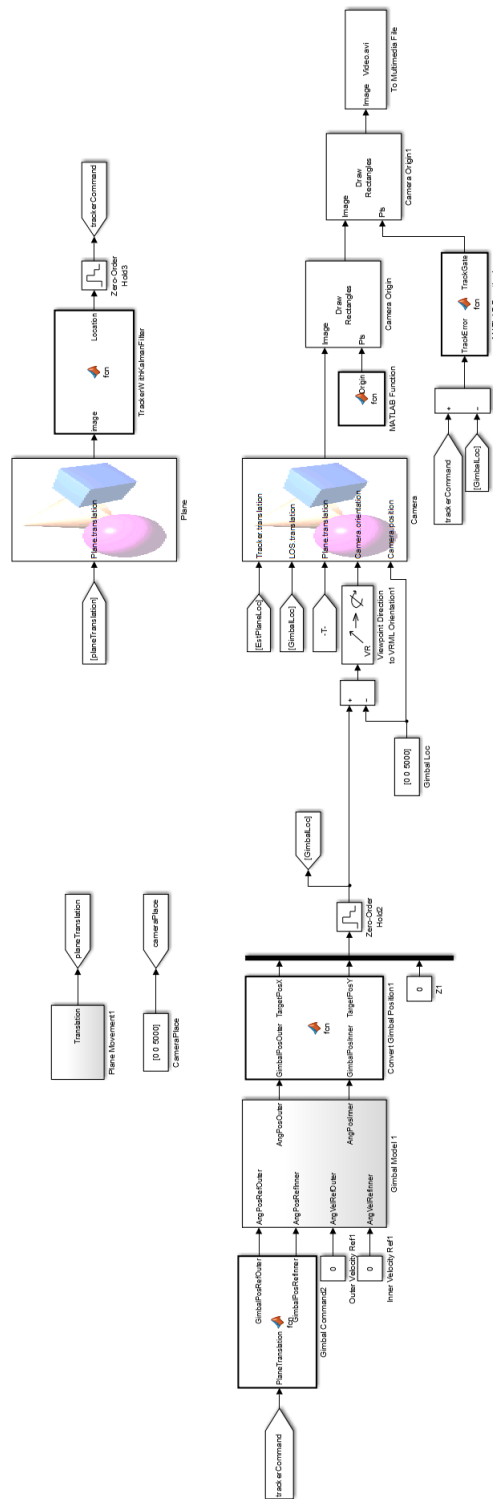 trackerCommand
PlaneTranslation
fcn
GimbalPosRefOuter
GimbalPosRefInner
Gimbal Command2
0
Outer Velocity Ref1
0
Inner Velocity Ref1
AngPosRefOuter
AngPosRefInner
AngVelRefOuter
AngVelRefInner
AngPosOuter
AngPosInner
Gimbal Model 1
GimbalPosOuter
GimbalPosInner
fcn
TargetPosX
TargetPosY
Convert Gimbal Position1
0
Z1
Zero-Order
Hold2
[GimbalLoc]
[0 0 5000]
Gimbal Loc
+
−
VR
Viewpoint Direction
to VRML Orientation1
[EstPlaneLoc]
[GimbalLoc]
-T-
Tracker.translation
LOS.translation
Plane.translation
Camera.orientation
Camera.position
Camera
Origin
fcn
MATLAB Function
Image
Draw
Rectangles
Pts
Camera Origin
trackerCommand
[GimbalLoc]
+
−
TrackError
fcn
TrackGate
Image
Draw
Rectangles
Pts
Camera Origin1
Image
Video.avi
To Multimedia File
Translation
Plane Movement1
planeTranslation
[0 0 5000]
CameraPlace
cameraPlace
[planeTranslation]
Plane.translation
Plane
image
fcn
Location
TrackerWithKalmanFilter
Zero-Order
Hold3
trackerCommand